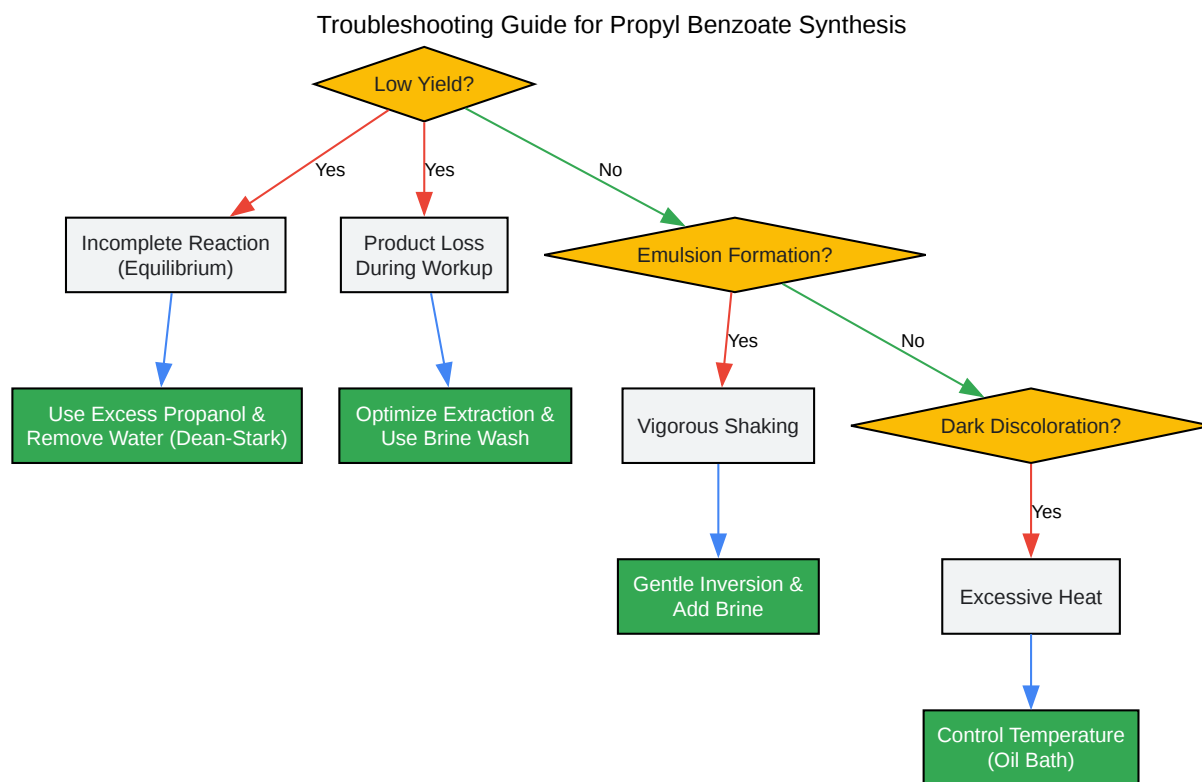 Troubleshooting Guide for Propyl Benzoate Synthesis
Low Yield?
Yes
Yes
No
Incomplete Reaction
(Equilibrium)
Product Loss
During Workup
Emulsion Formation?
Yes
No
Use Excess Propanol &
Remove Water (Dean-Stark)
Optimize Extraction &
Use Brine Wash
Vigorous Shaking
Dark Discoloration?
Yes
Gentle Inversion &
Add Brine
Excessive Heat
Control Temperature
(Oil Bath)